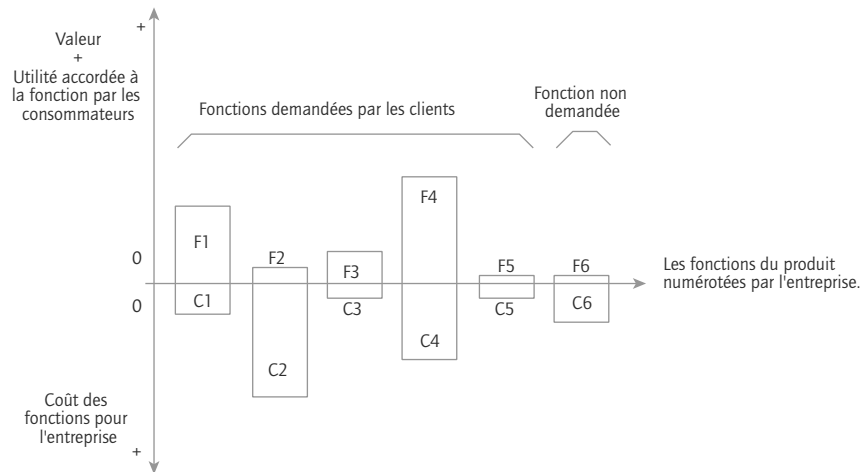 +
Valeur
+
Utilité accordée à
la fonction par les
consommateurs
Fonctions demandées par les clients
Fonction non
demandée
F1
F2
F3
F4
F5
F6
0
0
C1
C2
C3
C4
C5
C6
Les fonctions du produit
numérotées par l'entreprise.
Coût des
fonctions pour
l'entreprise
+